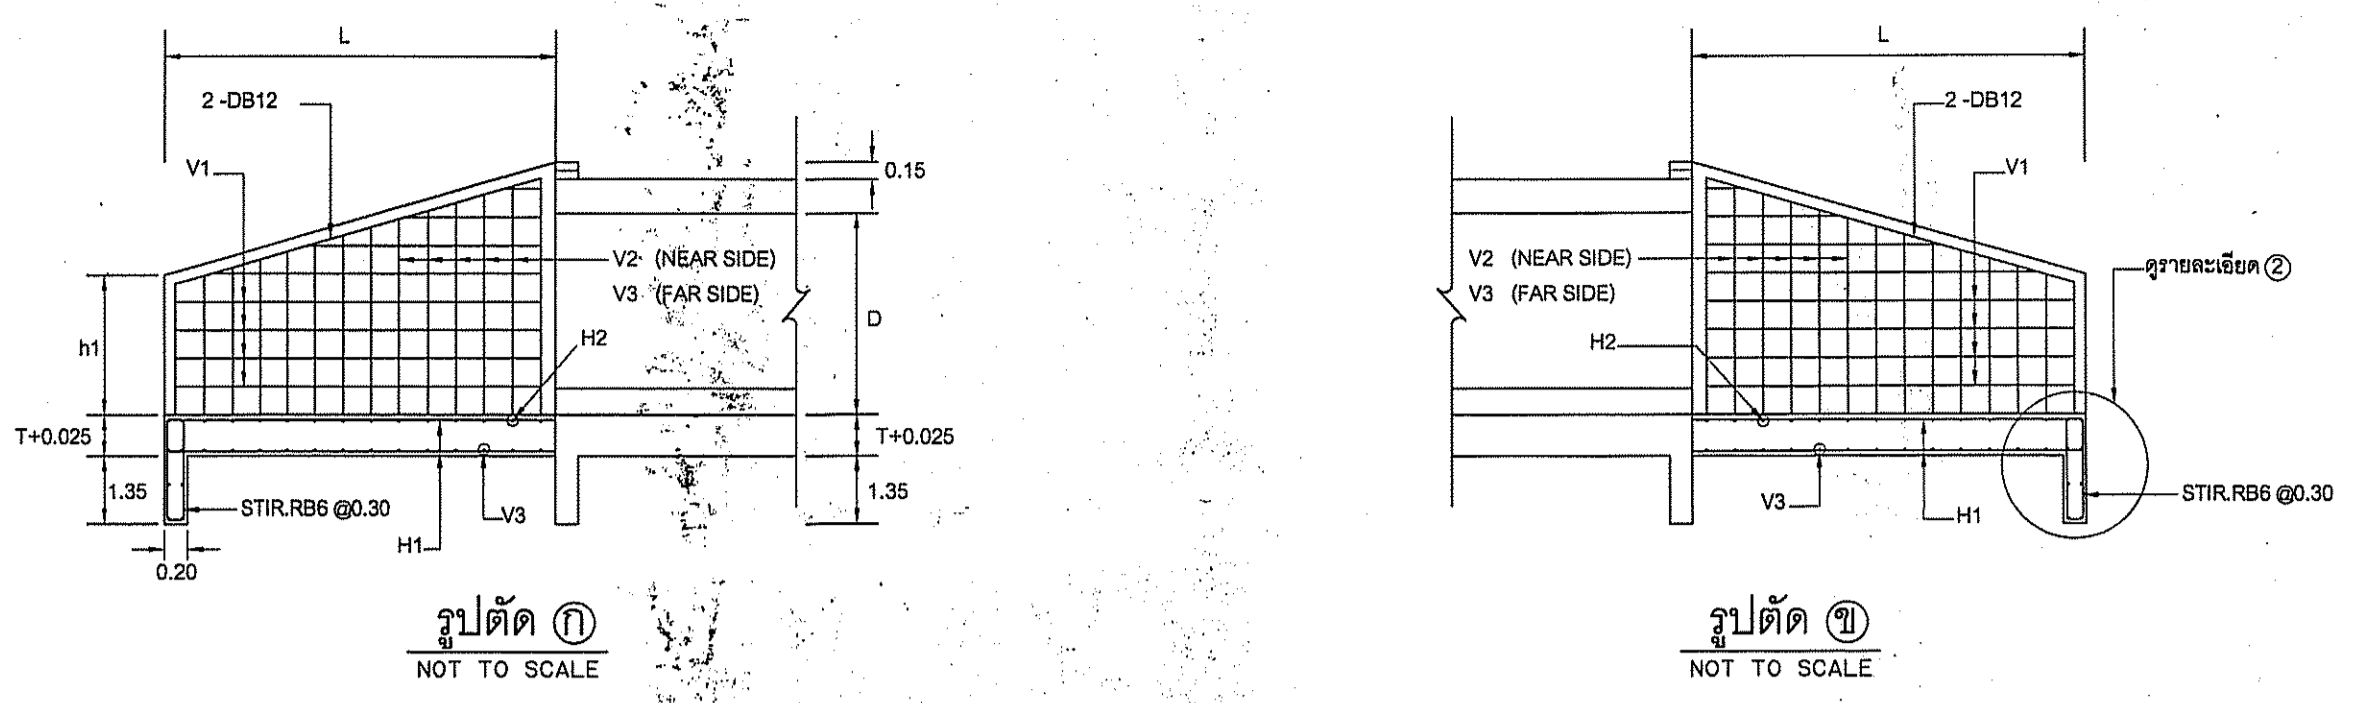 L
2 -DB12
V1
0.15
V2 (NEAR SIDE)
V3 (FAR SIDE)
D
h1
H2
T+0.025
T+0.025
1.35
1.35
STIR.RB6 @0.30
V3
H1
0.20
รูปตัด ก
NOT TO SCALE
L
2 -DB12
V1
V2 (NEAR SIDE)
V3 (FAR SIDE)
ดูรายละเอียด 2
H2
STIR.RB6 @0.30
V3
H1
รูปตัด ข
NOT TO SCALE